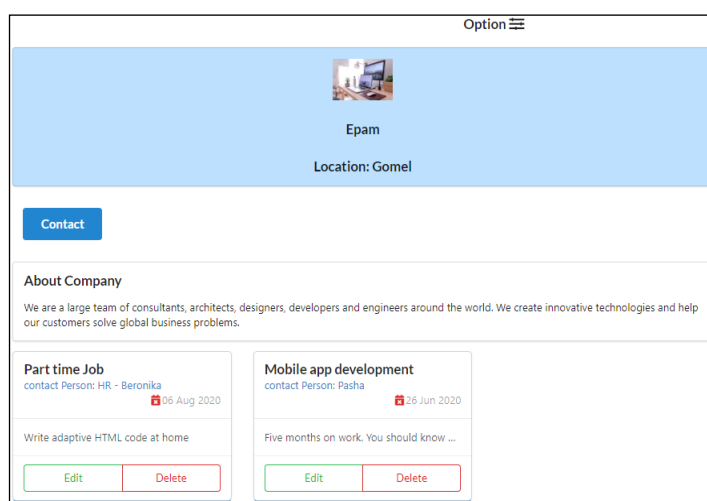 Option
Epam
Location: Gomel
Contact
About Company
We are a large team of consultants, architects, designers, developers and engineers around the world. We create innovative technologies and help
our customers solve global business problems.
Part time Job
contact Person: HR - Beronika
06 Aug 2020
Write adaptive HTML code at home
Edit Delete
Mobile app development
contact Person: Pasha
26 Jun 2020
Five months on work. You should know ...
Edit Delete